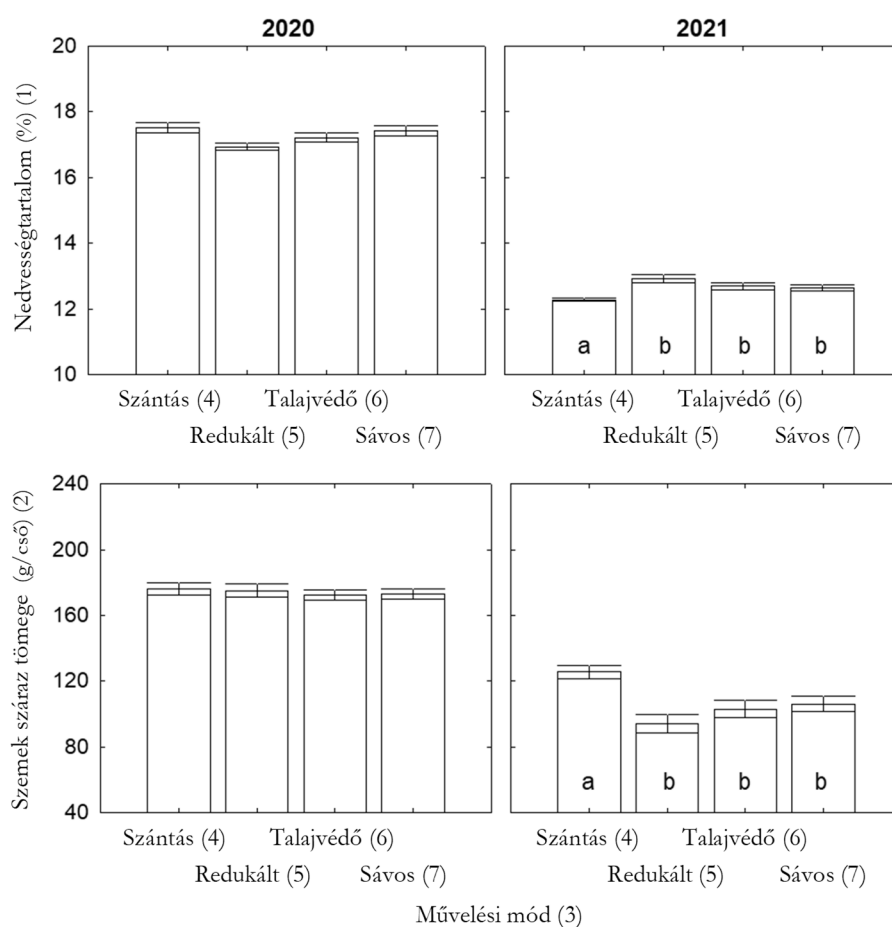 2020 2021
Nedvességtartalom (%) (1)
20
18
16
14
12
10
a b b b
Szántás (4) Talajvédő (6) Szántás (4) Talajvédő (6)
Redukált (5) Sávos (7) Redukált (5) Sávos (7)
Szemek száraz tömege (g/cső) (2)
240
200
160
120
80
40
a b b b
Szántás (4) Talajvédő (6) Szántás (4) Talajvédő (6)
Redukált (5) Sávos (7) Redukált (5) Sávos (7)
Művelési mód (3)